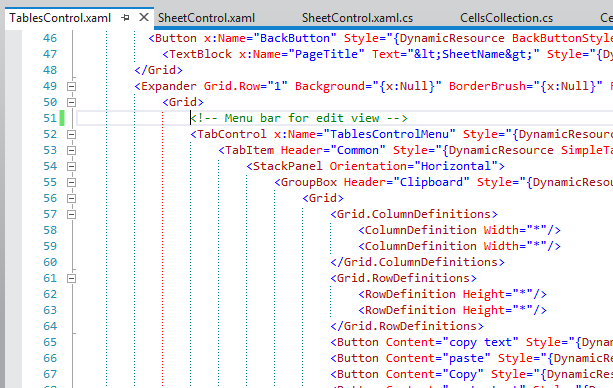 TablesControl.xaml SheetControl.xaml SheetControl.xaml.cs CellsCollection.cs Ce
46 <Button x:Name="BackButton" Style="{DynamicResource BackButtonStyle
47 <TextBlock x:Name="PageTitle" Text="&lt;SheetName&gt;" Style="{Dyn
48 </Grid>
49 <Expander Grid.Row="1" Background="{x:Null}" BorderBrush="{x:Null}"
50 <Grid>
51 <!-- Menu bar for edit view -->
52 <TabControl x:Name="TablesControlMenu" Style="{DynamicResourc
53 <TabItem Header="Common" Style="{DynamicResource SimpleTa
54 <StackPanel Orientation="Horizontal">
55 <GroupBox Header="Clipboard" Style="{DynamicResou
56 <Grid>
57 <Grid.ColumnDefinitions>
58 <ColumnDefinition Width="*"/>
59 <ColumnDefinition Width="*"/>
60 </Grid.ColumnDefinitions>
61 <Grid.RowDefinitions>
62 <RowDefinition Height="*"/>
63 <RowDefinition Height="*"/>
64 </Grid.RowDefinitions>
65 <Button Content="copy text" Style="{Dyna
66 <Button Content="paste" Style="{DynamicRe
67 <Button Content="Copy" Style="{DynamicRes
68